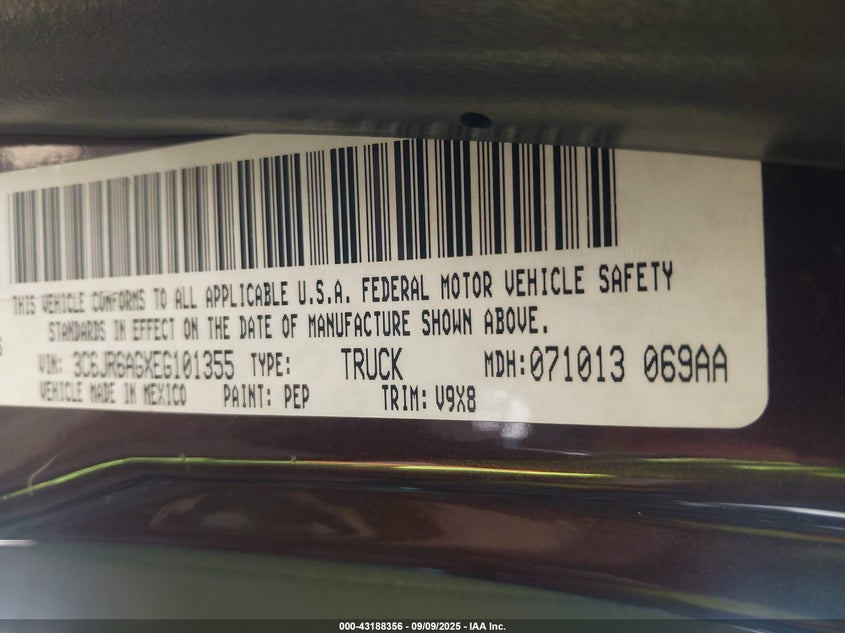 THIS VEHICLE CONFORMS TO ALL APPLICABLE U.S.A. FEDERAL MOTOR VEHICLE SAFETY
STANDARDS IN EFFECT ON THE DATE OF MANUFACTURE SHOWN ABOVE.
VIN: 3C6JR6AGXEG101355 TYPE: TRUCK MDH:071013 069AA
VEHICLE MADE IN MEXICO PAINT: PEP TRIM: V9X8
000-43188356 - 09/09/2025 - IAA Inc.